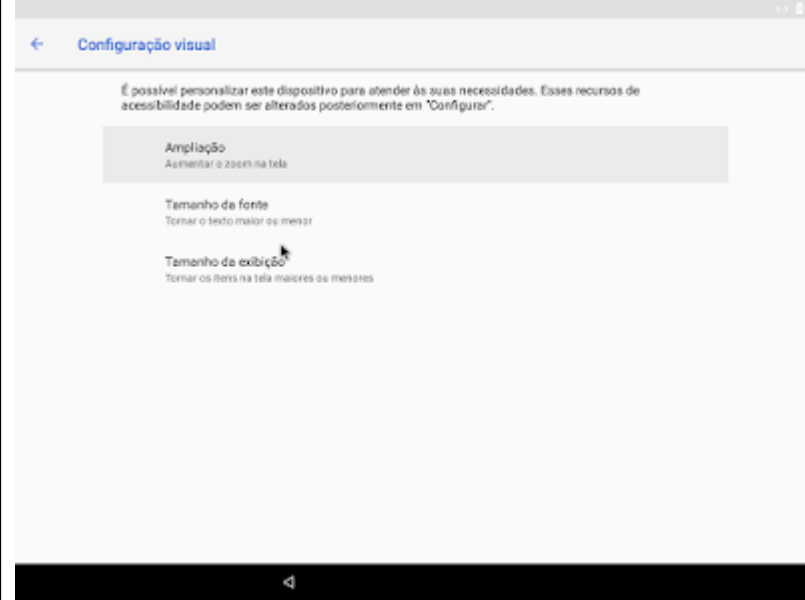 Configuração visual
É possível personalizar este dispositivo para atender às suas necessidades. Esses recursos de
acessibilidade podem ser alterados posteriormente em "Configurar".
Ampliação
Aumentar o zoom na tela
Tamanho da fonte
Tornar o texto maior ou menor
Tamanho da exibição
Tornar os itens na tela maiores ou menores